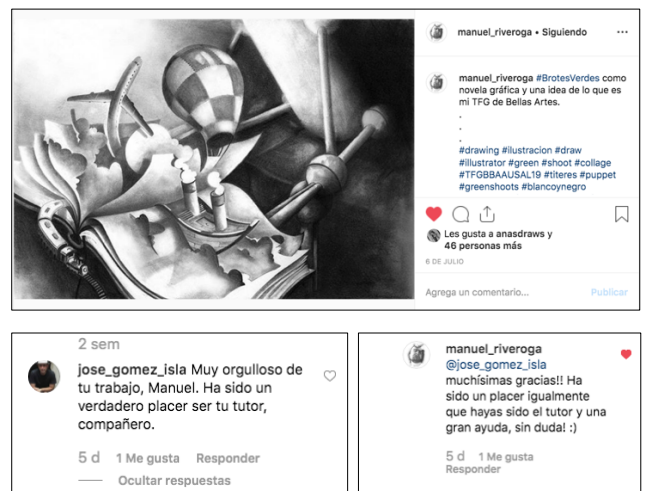 manuel_riveroga • Siguiendo
manuel_riveroga #BrotesVerdes como
novela gráfica y una idea de lo que es
mi TFG de Bellas Artes.
.
.
.
#drawing #ilustracion #draw
#illustrator #green #shoot #collage
#TFGBBAAUSAL19 #titeres #puppet
#greenshoots #blancoynegro
Les gusta a anasdraws y
46 personas más
6 DE JULIO
Agrega un comentario... Publicar
2 sem
jose_gomez_isla Muy orgulloso de
tu trabajo, Manuel. Ha sido un
verdadero placer ser tu tutor,
compañero.
5 d 1 Me gusta Responder
Ocultar respuestas
manuel_riveroga
@jose_gomez_isla
muchísimas gracias!! Ha
sido un placer igualmente
que hayas sido el tutor y una
gran ayuda, sin duda! :)
5 d 1 Me gusta
Responder